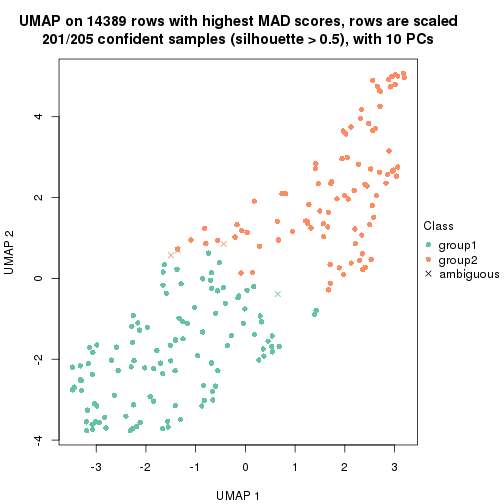 UMAP on 14389 rows with highest MAD scores, rows are scaled
201/205 confident samples (silhouette > 0.5), with 10 PCs
4
2
0
-2
-4
UMAP 2
-3
-2
-1
0
1
2
3
UMAP 1
Class
group1
group2
ambiguous